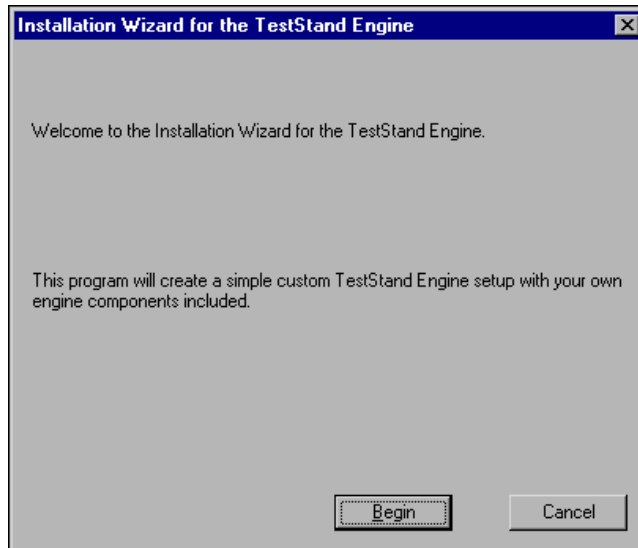 Installation Wizard for the TestStand Engine
Welcome to the Installation Wizard for the TestStand Engine.
This program will create a simple custom TestStand Engine setup with your own
engine components included.
Begin
Cancel